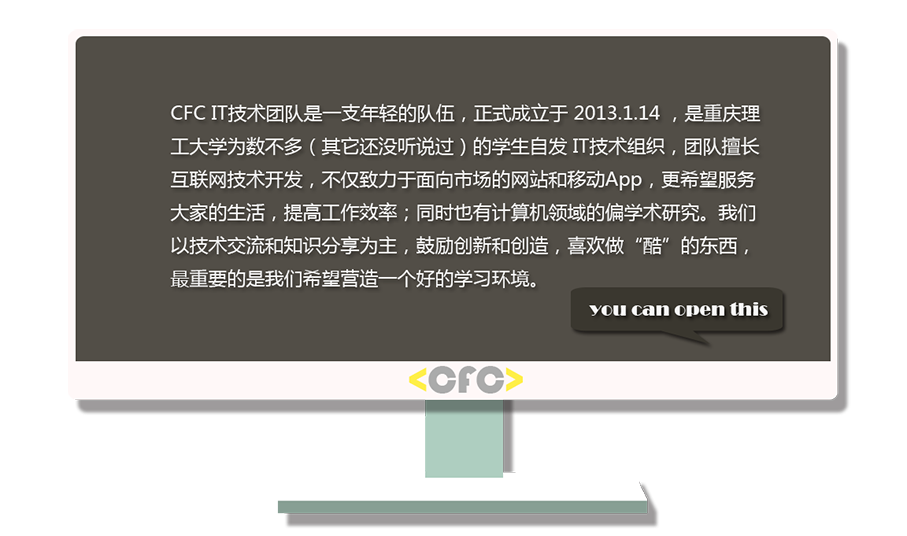 CFC IT技术团队是一支年轻的队伍，正式成立于 2013.1.14 ，是重庆理
工大学为数不多（其它还没听说过）的学生自发 IT技术组织，团队擅长
互联网技术开发，不仅致力于面向市场的网站和移动App，更希望服务
大家的生活，提高工作效率；同时也有计算机领域的偏学术研究。我们
以技术交流和知识分享为主，鼓励创新和创造，喜欢做“酷”的东西，
最重要的是我们希望营造一个好的学习环境。
you can open this
<CFC>